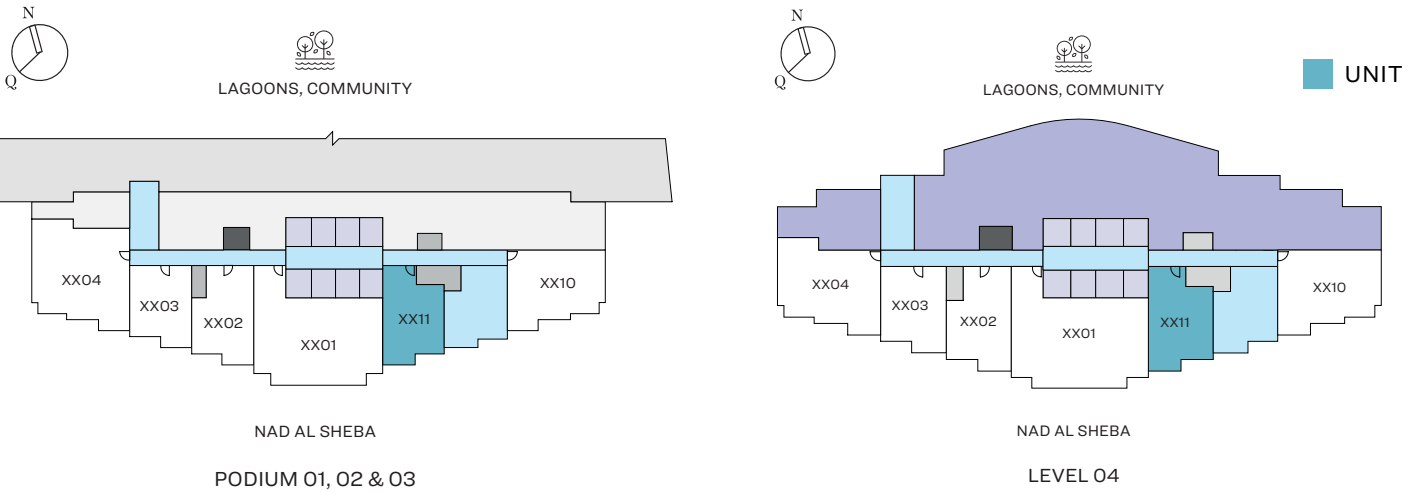 N
Q
LAGOONS, COMMUNITY
XX04
XX03
XX02
XX01
XX11
XX10
NAD AL SHEBA
PODIUM 01, 02 & 03
N
Q
LAGOONS, COMMUNITY
UNIT
XX04
XX03
XX02
XX01
XX11
XX10
NAD AL SHEBA
LEVEL 04